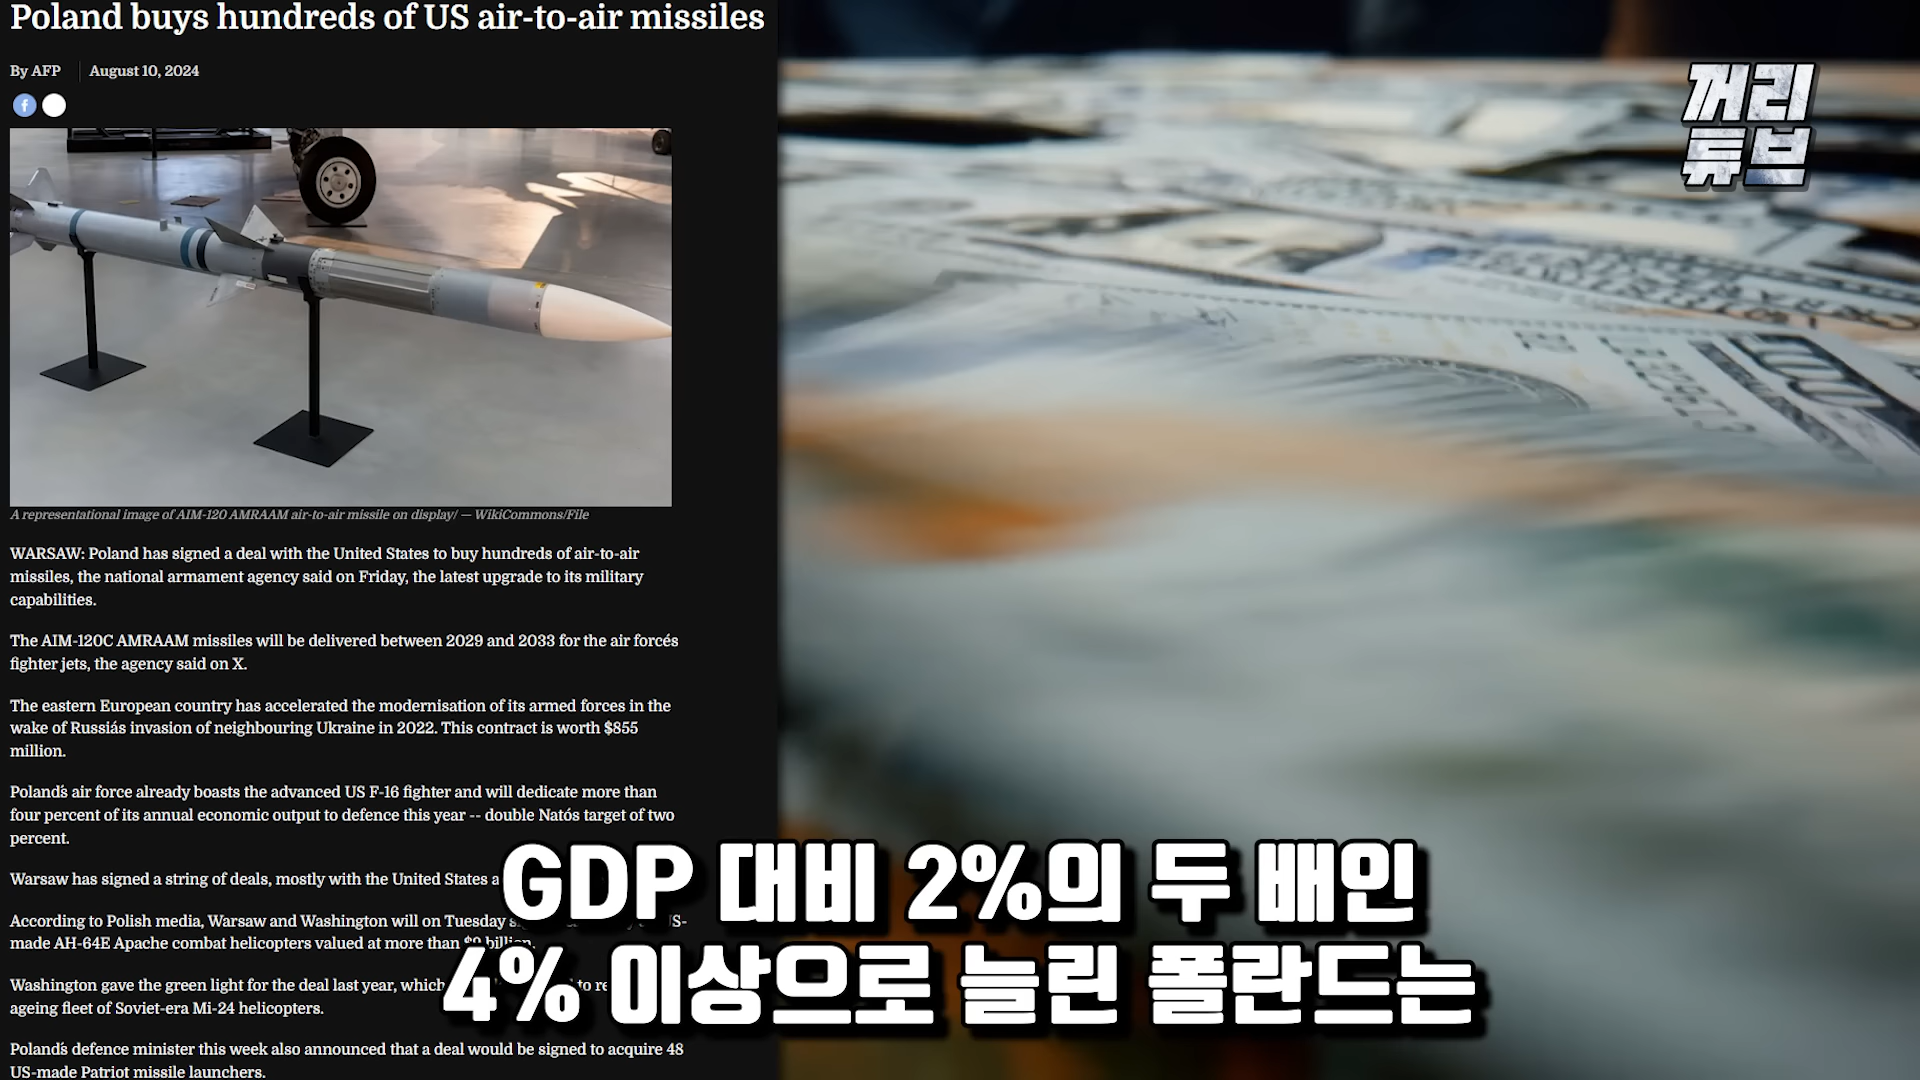 Poland buys hundreds of US air-to-air missiles
By AFP
August 10, 2024
꺼리
튜브
A representational image of AIM-120 AMRAAM air-to-air missile on display/ — WikiCommons/File
WARSAW: Poland has signed a deal with the United States to buy hundreds of air-to-air
missiles, the national armament agency said on Friday, the latest upgrade to its military
capabilities.
The AIM-120C AMRAAM missiles will be delivered between 2029 and 2033 for the air forcés
fighter jets, the agency said on X.
The eastern European country has accelerated the modernisation of its armed forces in the
wake of Russiás invasion of neighbouring Ukraine in 2022. This contract is worth $855
million.
Polandś air force already boasts the advanced US F-16 fighter and will dedicate more than
four percent of its annual economic output to defence this year -- double Natós target of two
percent.
Warsaw has signed a string of deals, mostly with the United States a
According to Polish media, Warsaw and Washington will on Tuesday
US-
made AH-64E Apache combat helicopters valued at more than $9 billion.
Washington gave the green light for the deal last year, which
to re
ageing fleet of Soviet-era Mi-24 helicopters.
Polandś defence minister this week also announced that a deal would be signed to acquire 48
US-made Patriot missile launchers.
GDP 대비 2%의 두 배인
4% 이상으로 늘린 폴란드는